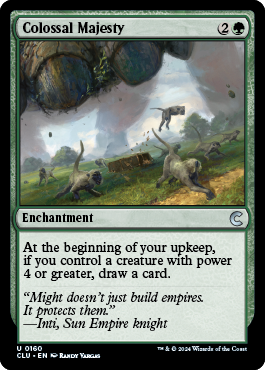 Colossal Majesty 2
Enchantment
At the beginning of your upkeep,
if you control a creature with power
4 or greater, draw a card.
“Might doesn’t just build empires.
It protects them.”
—Inti, Sun Empire knight
U 0160
CLU • EN Randy Vargas ™ & © 2024 Wizards of the Coast